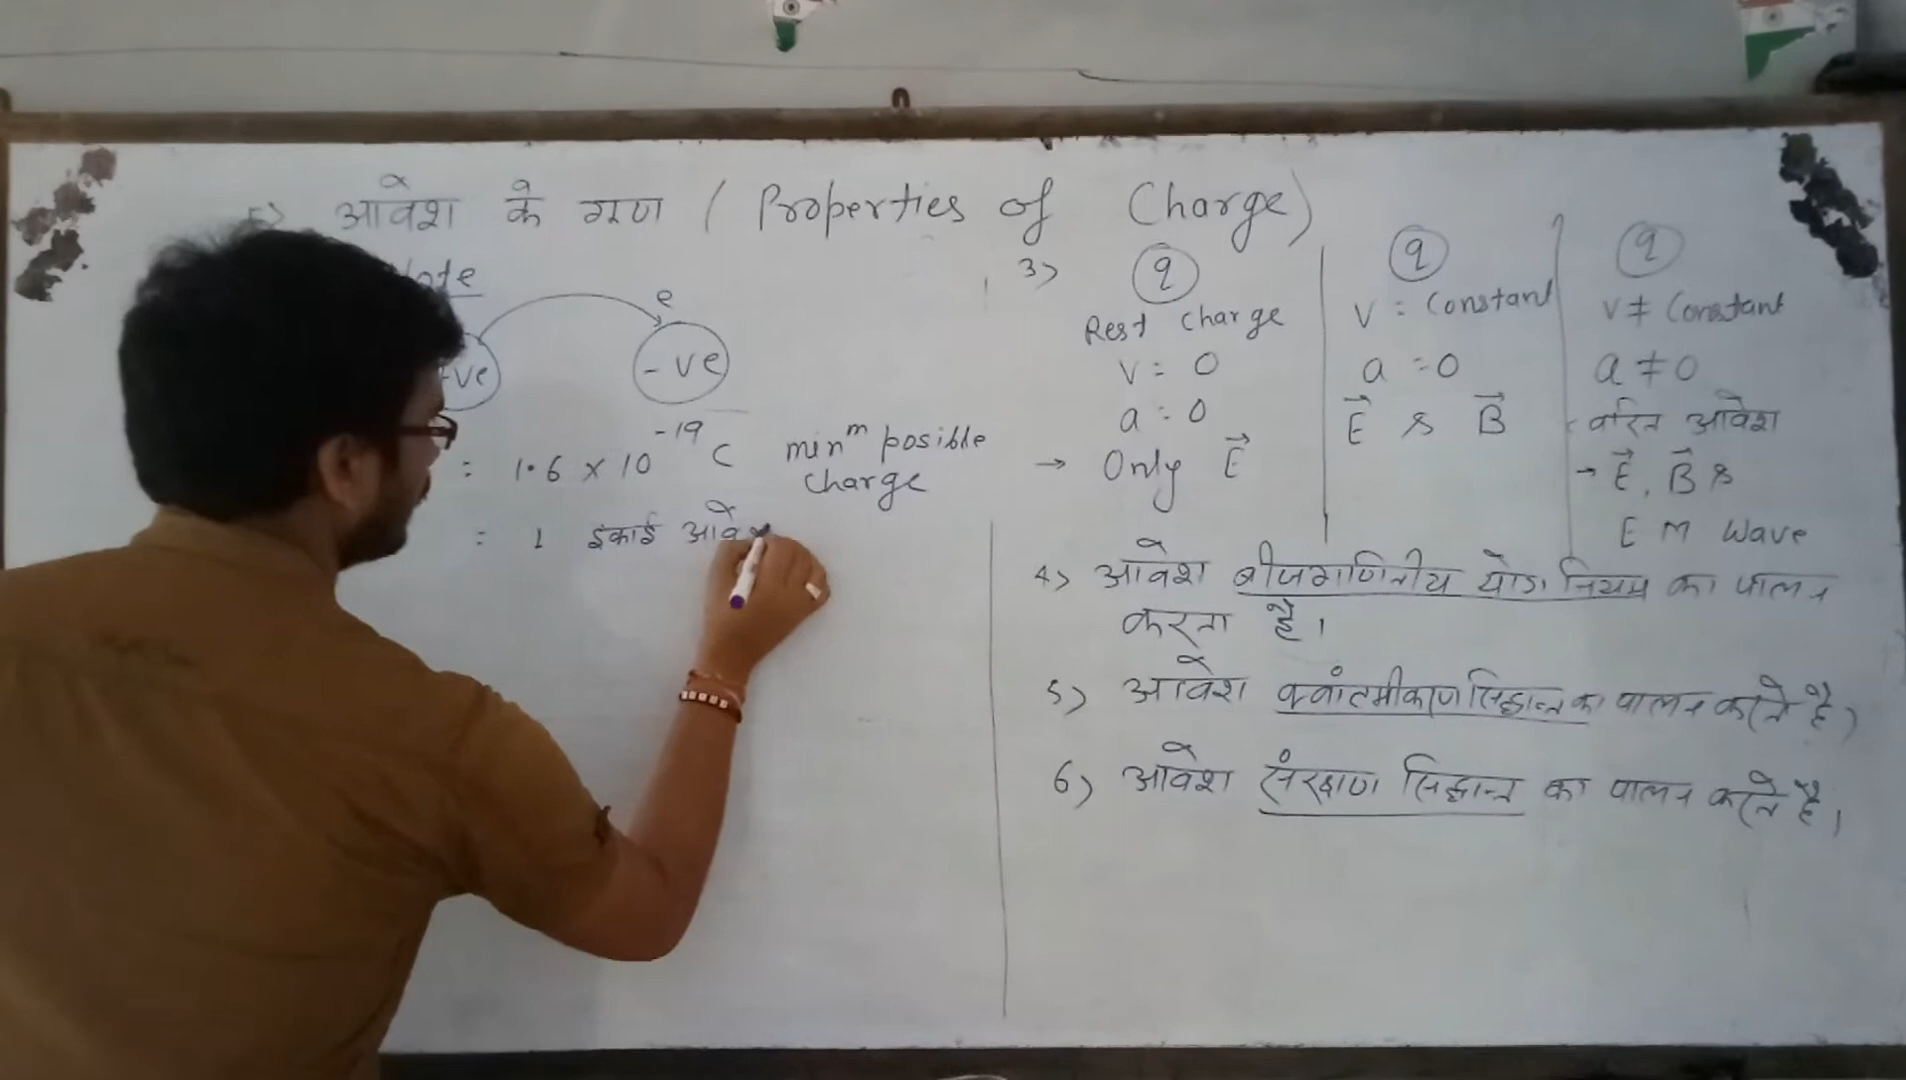 5) आवेश के गुण ( Properties of Charge)
Note
+ve
e
-ve
= 1.6 × 10⁻¹⁹ C minᵐ posible
charge
= 1 इकाई आवेश
3) q
Rest Charge
v = 0
a = 0
→ Only E⃗
q
v = Constant
a = 0
E⃗ & B⃗
q
v ≠ Constant
a ≠ 0
त्वरित आवेश
→ E⃗, B⃗ &
E M Wave
4) आवेश बीजगणितीय योग नियम का पालन
करता है।
5) आवेश क्वांटमीकरण सिद्धान्त का पालन करते है।
6) आवेश संरक्षण सिद्धान्त का पालन करते है।